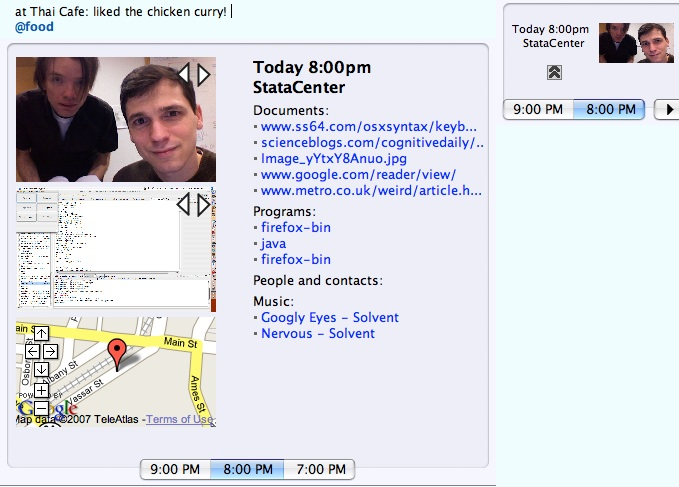 at Thai Cafe: liked the chicken curry!
@food
Today 8:00pm
StataCenter
Documents:
www.ss64.com/osxsyntax/keyb...
scienceblogs.com/cognitivedaily/..
Image_yYtxY8Anuo.jpg
www.google.com/reader/view/
www.metro.co.uk/weird/article.h...
Programs:
firefox-bin
java
firefox-bin
People and contacts:
Music:
Googly Eyes – Solvent
Nervous – Solvent
ain St
Main St
Albany St
Vassar St
Ames St
Osbor
Google
Map data ©2007 TeleAtlas - Terms of Use
9:00 PM 8:00 PM 7:00 PM
Today 8:00pm
StataCenter
9:00 PM 8:00 PM